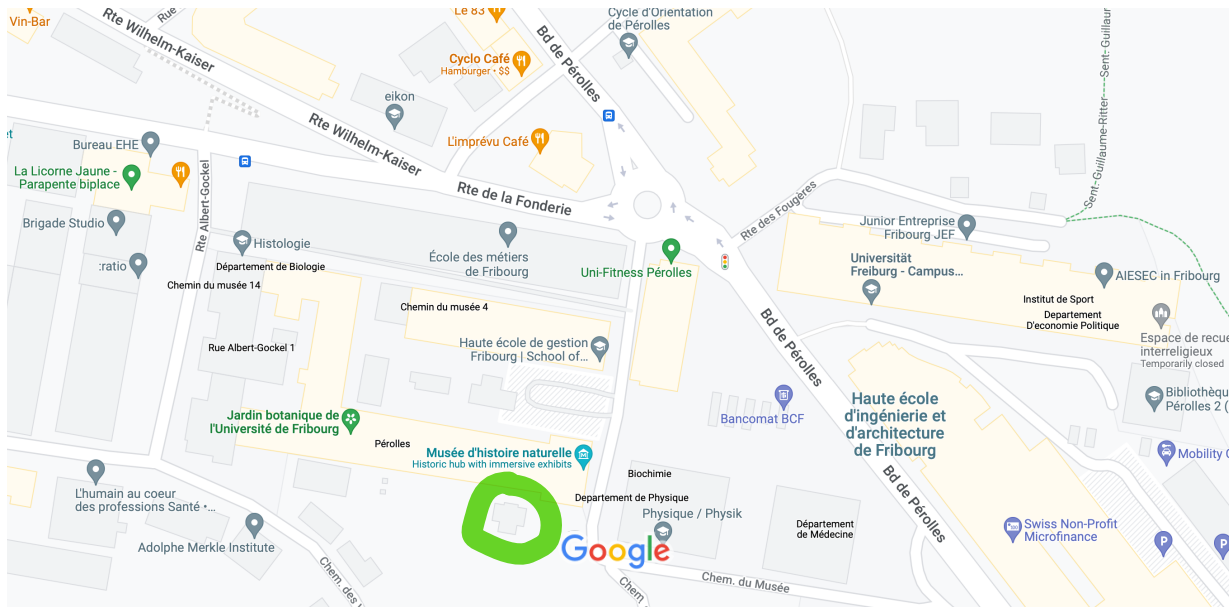 Vin-Bar
Rue
Le 83
Cycle d'Orientation
de Pérolles
Rte Wilhelm-Kaiser
Bd de Pérolles
Cyclo Café
Hamburger • $$
eikon
Sent.-Guillaume-Ritter
Sent.-Guillaur
Rte Wilhelm-Kaiser
L'imprévu Café
et
Bureau EHE
La Licorne Jaune -
Parapente biplace
Rte Albert-Gockel
Rte de la Fonderie
Rte des Fougères
Brigade Studio
Histologie
École des métiers
de Fribourg
Junior Entreprise
Fribourg JEF
:ratio
Département de Biologie
Chemin du musée 14
Uni-Fitness Pérolles
Universität
Freiburg - Campus...
AIESEC in Fribourg
Institut de Sport
Departement
D'economie Politique
Chemin du musée 4
Bd de Pérolles
Espace de recue
interreligieux
Temporarily closed
Rue Albert-Gockel 1
Haute école de gestion
Fribourg | School of...
Bibliothèqu
Pérolles 2 (
Jardin botanique de
l'Université de Fribourg
Bancomat BCF
Haute école
d'ingénierie et
d'architecture
de Fribourg
Pérolles
Musée d'histoire naturelle
Historic hub with immersive exhibits
Mobility C
Biochimie
L'humain au coeur
des professions Santé •...
Departement de Physique
Physique / Physik
Bd de Pérolles
Département
de Médecine
Swiss Non-Profit
Microfinance
P
P
Adolphe Merkle Institute
Google
Chem. des
Chem
Chem. du Musée